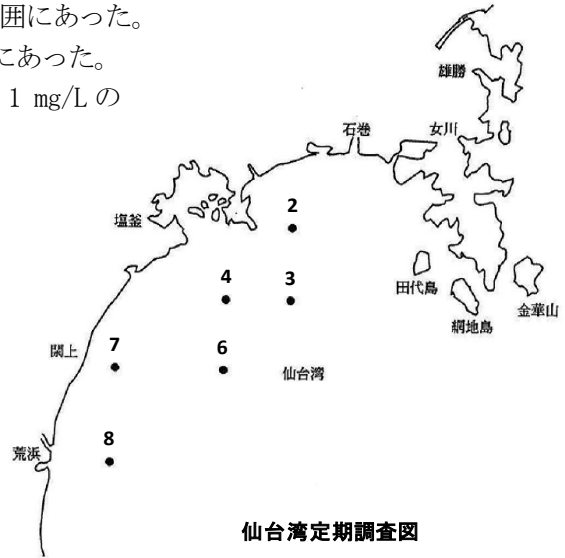 囲にあった。
にあった。
1 mg/L の
雄勝
石巻
女川
塩釜
2
4
3
田代島
網地島
金華山
閖上
7
6
仙台湾
荒浜
8
仙台湾定期調査図